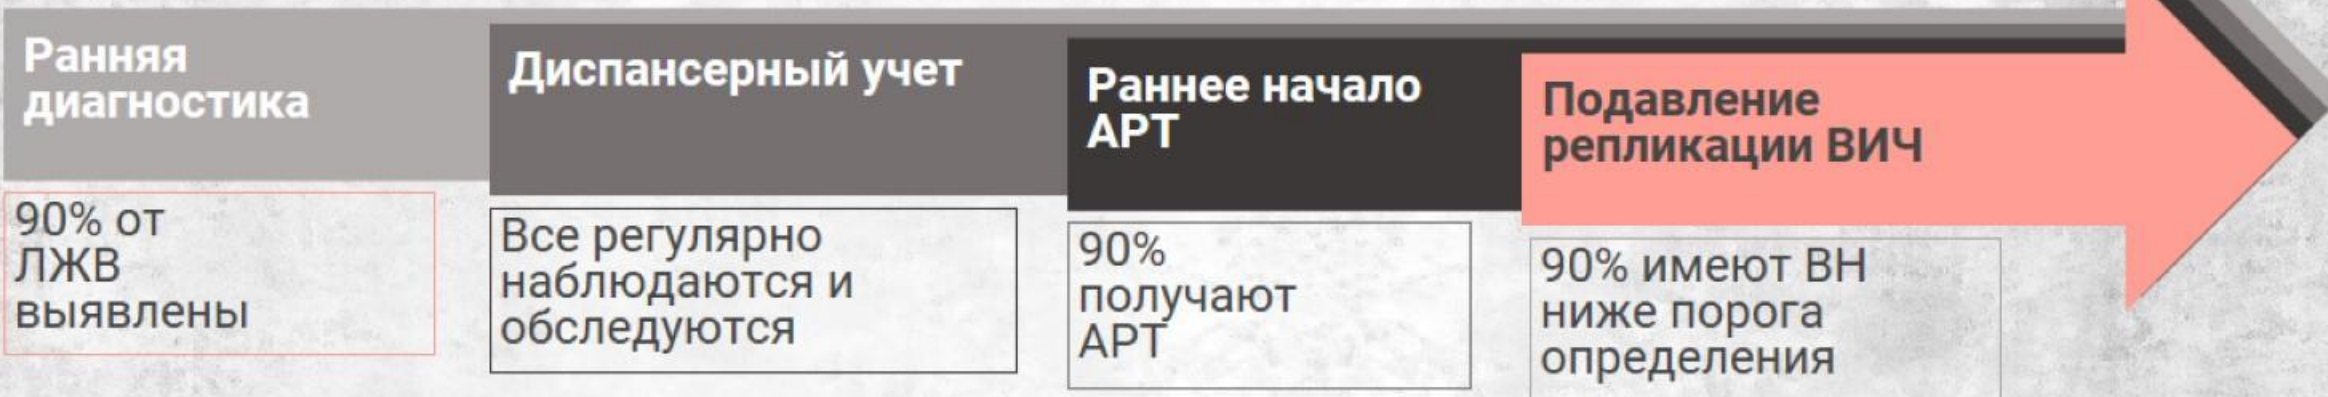 Ранняя
диагностика
Диспансерный учет
Раннее начало
АРТ
Подавление
репликации ВИЧ
90% от
ЛЖВ
выявлены
Все регулярно
наблюдаются и
обследуются
90%
получают
АРТ
90% имеют ВН
ниже порога
определения